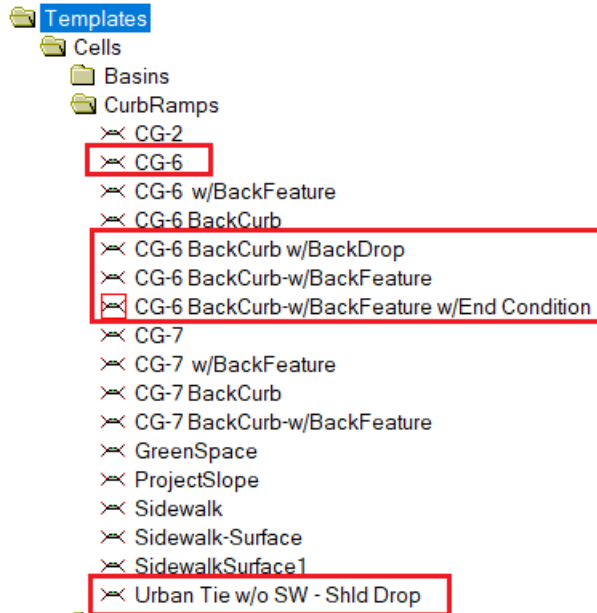 Templates
Cells
Basins
CurbRamps
CG-2
CG-6
CG-6 w/BackFeature
CG-6 BackCurb
CG-6 BackCurb w/BackDrop
CG-6 BackCurb-w/BackFeature
CG-6 BackCurb-w/BackFeature w/End Condition
CG-7
CG-7 w/BackFeature
CG-7 BackCurb
CG-7 BackCurb-w/BackFeature
GreenSpace
ProjectSlope
Sidewalk
Sidewalk-Surface
SidewalkSurface1
Urban Tie w/o SW - Shld Drop